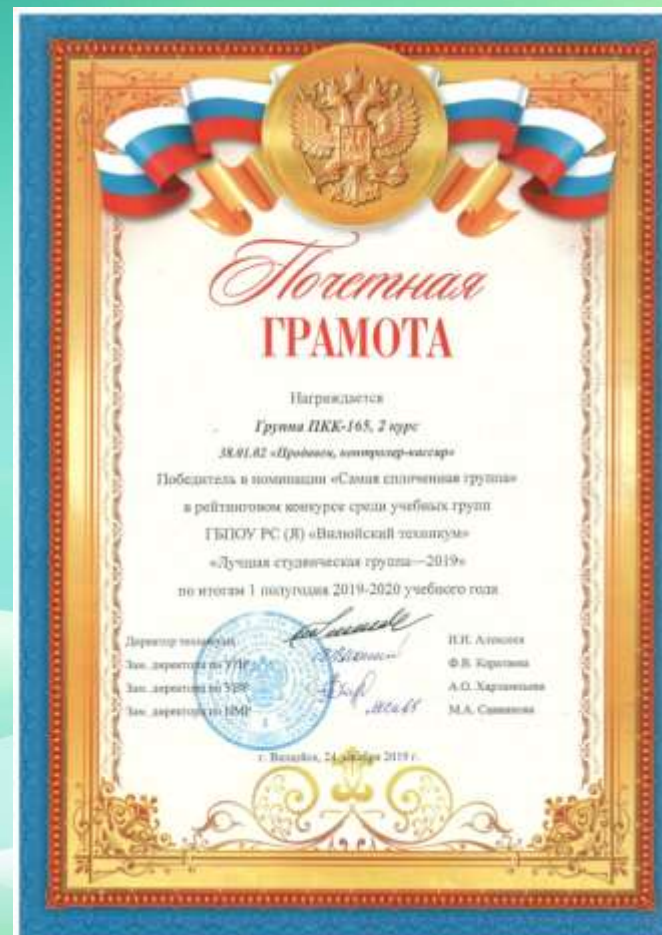 Почетная
ГРАМОТА
Награждается
Группа ПКК-165, 2 курс
38.01.02 «Продавец, контролер-кассир»
Победитель в номинации «Самая сплоченная группа»
в рейтинговом конкурсе среди учебных групп
ГБПОУ РС (Я) «Вилюйский техникум»
«Лучшая студенческая группа—2019»
по итогам 1 полугодия 2019-2020 учебного года
Директор техникума И.И. Алексеев
Зам. директора по УПР Ф.В.
Зам. директора по УВР А.О. Харлампьева
Зам. директора по НМР М.А. Саввинова
г. Вилюйск, 24 декабря 2019 г.